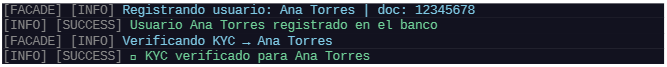 [FACADE] [INFO] Registrando usuario: Ana Torres | doc: 12345678
[INFO] [SUCCESS] Usuario Ana Torres registrado en el banco
[FACADE] [INFO] Verificando KYC → Ana Torres
[INFO] [SUCCESS] ▯ KYC verificado para Ana Torres